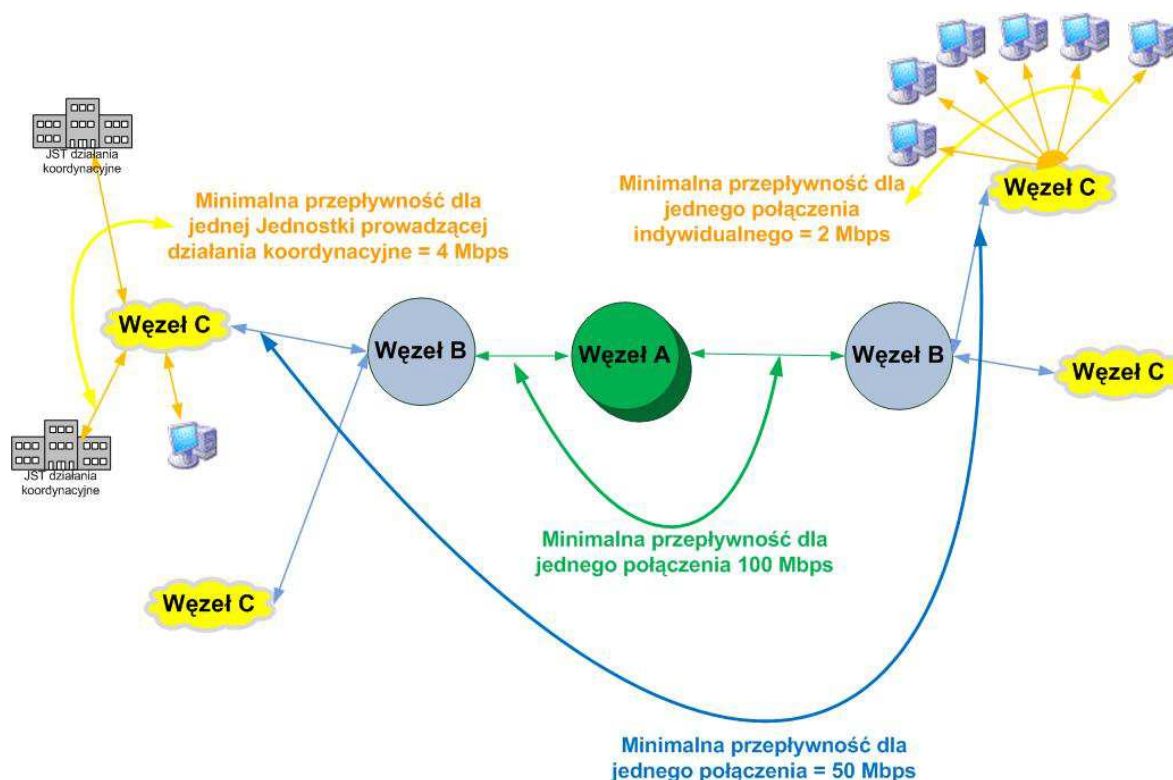 JST działania
koordynacyjne
Minimalna przepływność dla
jednej Jednostki prowadzącej
działania koordynacyjne = 4 Mbps
Minimalna przepływność dla
jednego połączenia
indywidualnego = 2 Mbps
Węzeł C
Węzeł C
Węzeł B
Węzeł A
Węzeł B
Węzeł C
JST działania
koordynacyjne
Minimalna przepływność dla
jednego połączenia 100 Mbps
Węzeł C
Minimalna przepływność dla
jednego połączenia = 50 Mbps